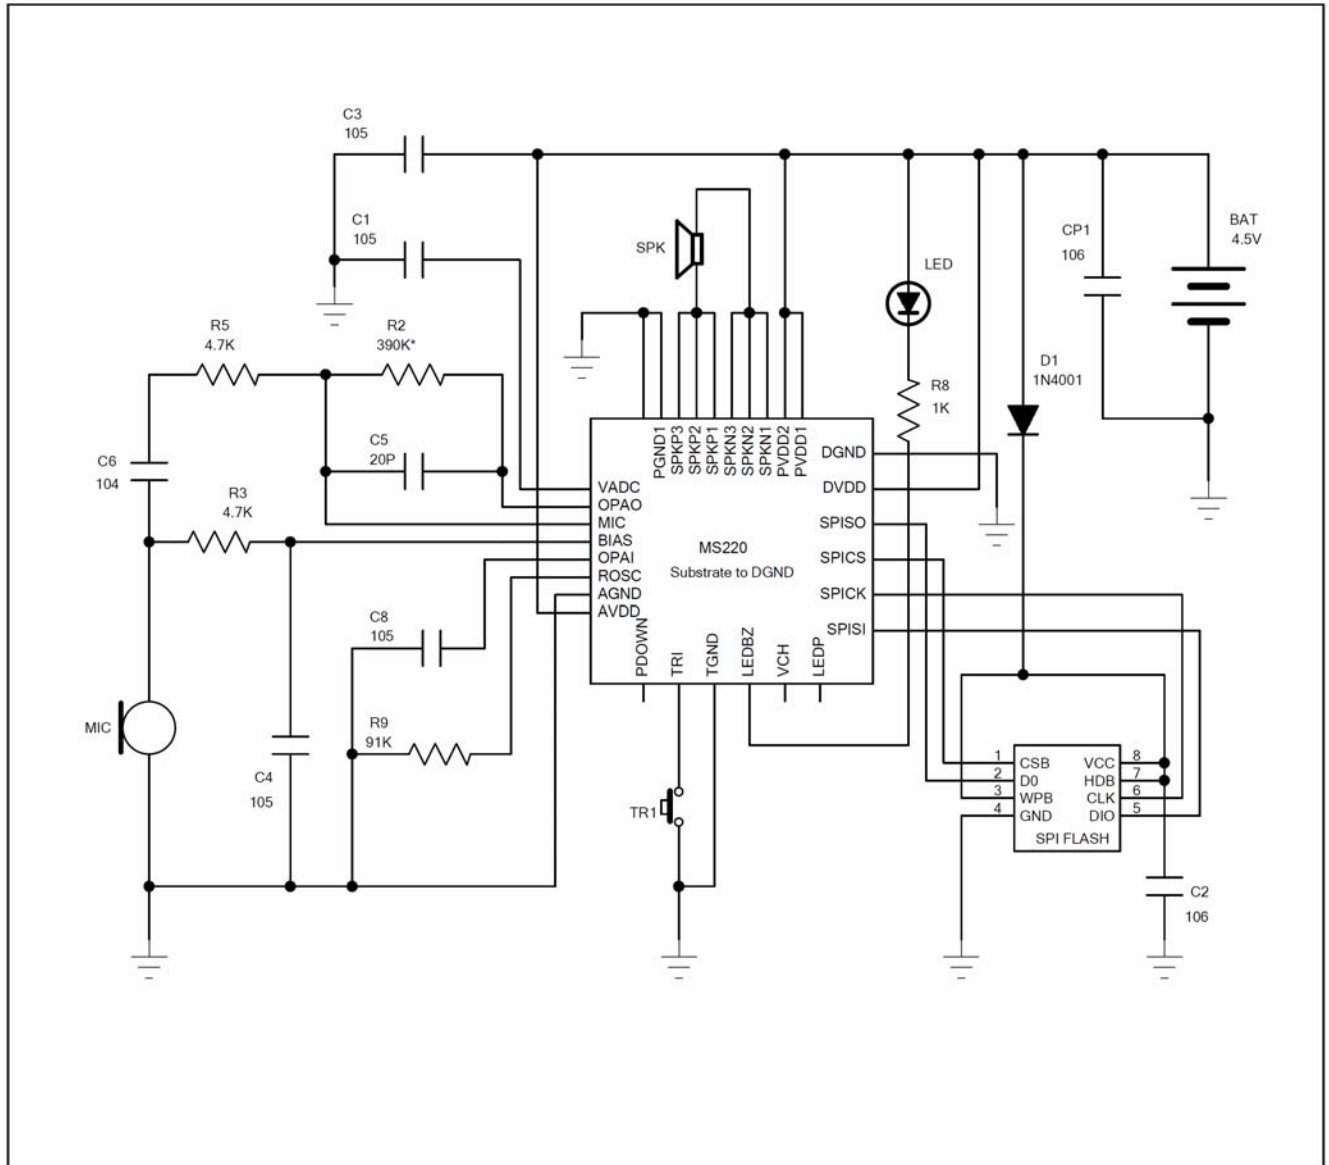 C3
105
C1
105
SPK
LED
CP1
106
BAT
4.5V
R5
4.7K
R2
390K*
D1
1N4001
R8
1K
C6
104
C5
20P
R3
4.7K
PGND1
SPKP3
SPKP2
SPKP1
SPKN3
SPKN2
SPKN1
PVDD2
PVDD1
VADC
OPAO
MIC
BIAS
OPAI
ROSC
AGND
AVDD
DGND
DVDD
SPISO
SPICS
SPICK
SPISI
MS220
Substrate to DGND
PDOWN
TRI
TGND
LEDBZ
VCH
LEDP
C8
105
R9
91K
MIC
C4
105
TR1
1 CSB VCC 8
2 D0 HDB 7
3 WPB CLK 6
4 GND DIO 5
SPI FLASH
C2
106